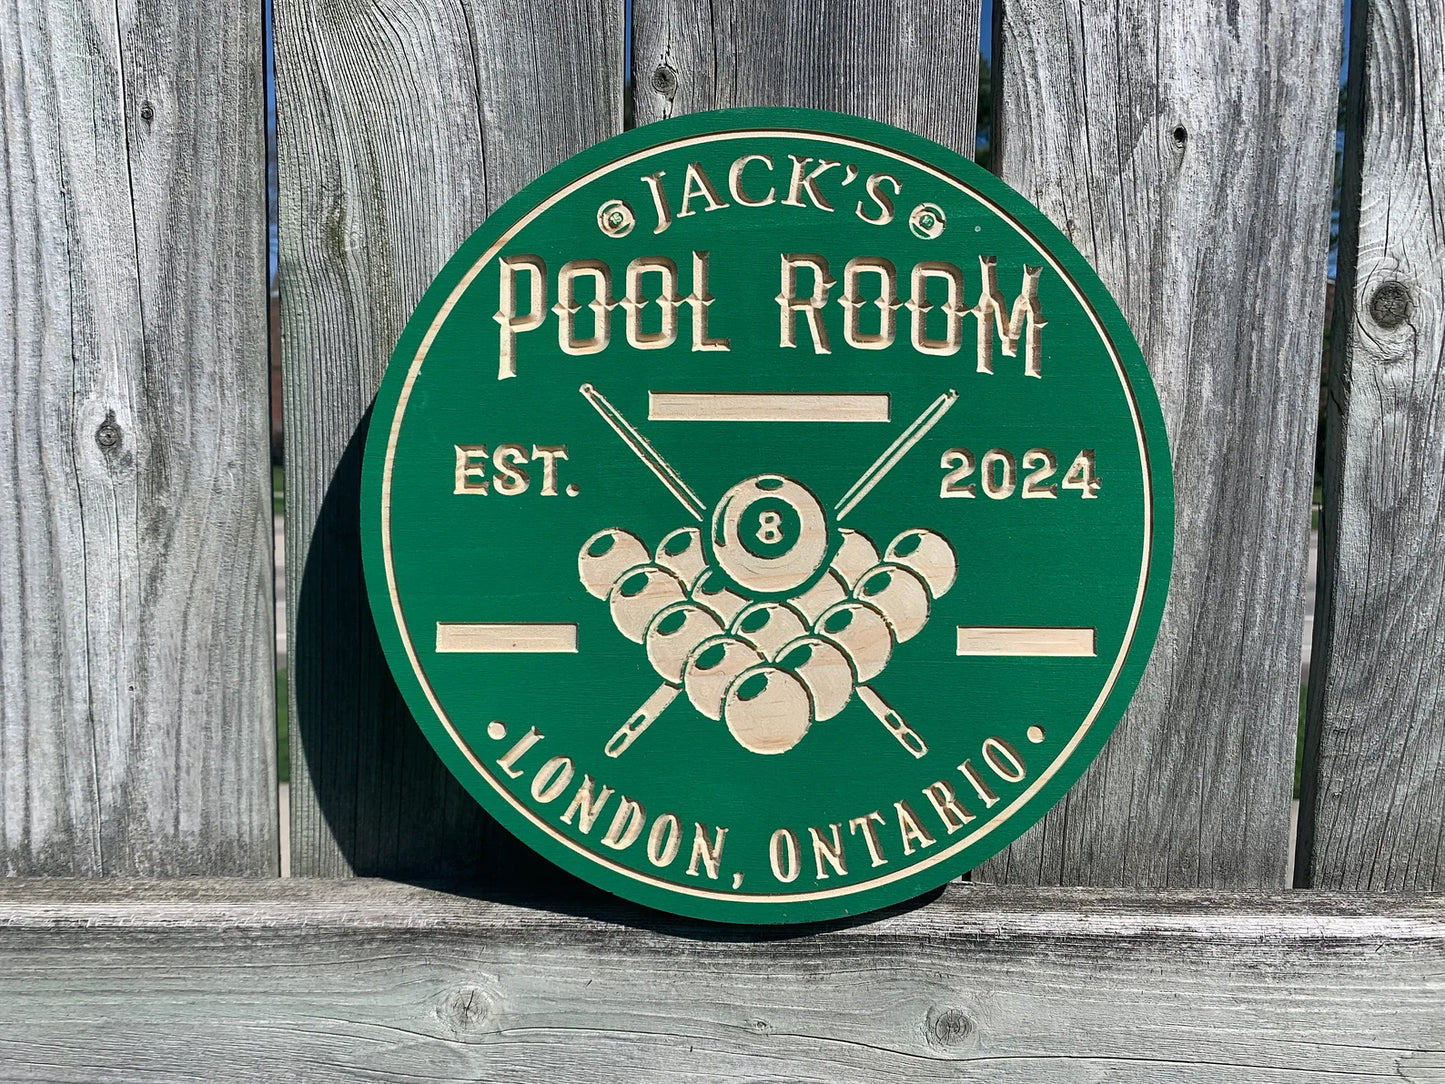 JACK'S
POOL ROOM
EST. 2024
8
• LONDON, ONTARIO •